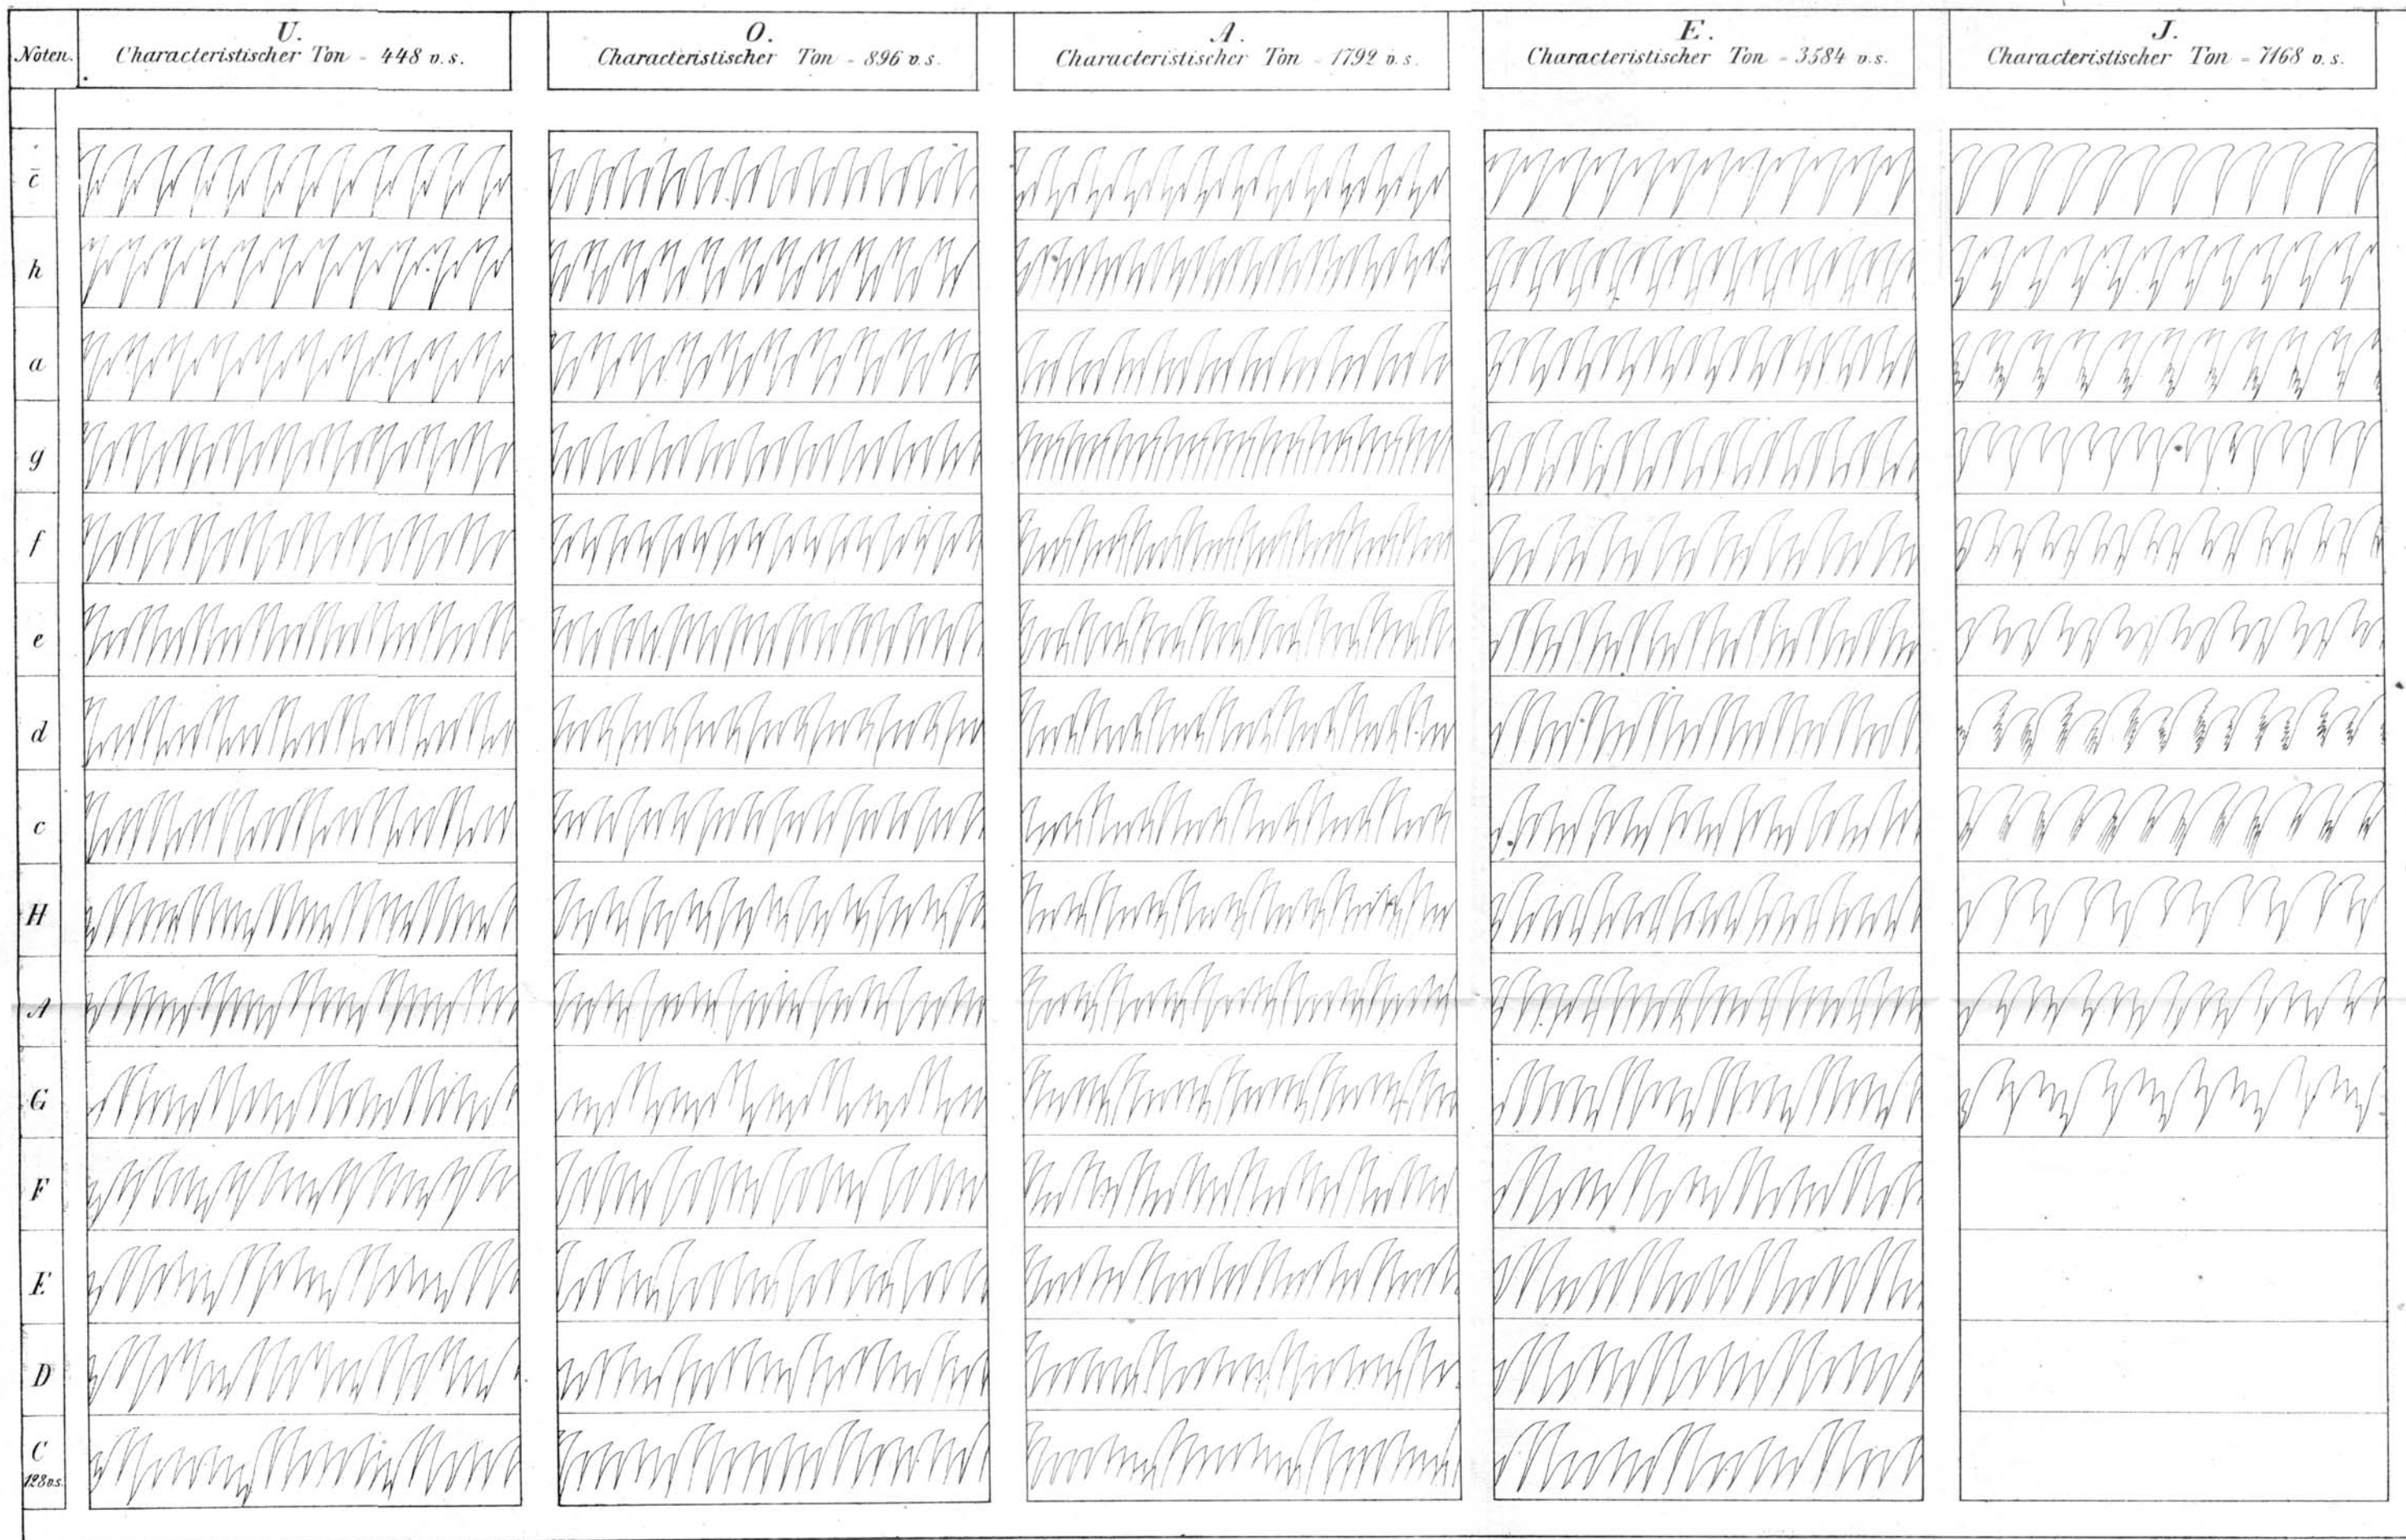 Noten.
U.
Characteristischer Ton = 448 v.s.
O.
Characteristischer Ton = 896 v.s.
A.
Characteristischer Ton = 1792 v.s.
E.
Characteristischer Ton = 3584 v.s.
J.
Characteristischer Ton = 7168 v.s.
c̄
h
a
g
f
e
d
c
H
A
G
F
E
D
C
128 v.s.